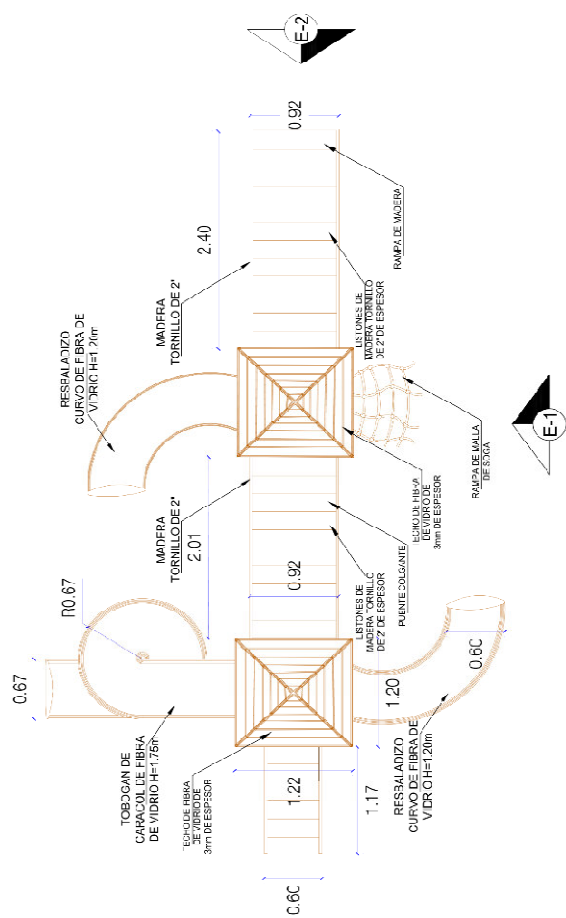 E-2
0.92
RAMPA DE MADERA
2.40
MADERA
TORNILLO DE 2"
LISTONES DE
MADERA TORNILLO
DE 2" DE ESPESOR
RESBALADIZO
CURVO DE FIBRA DE
VIDRIO H=1.20m
RAMPA DE MALLA
DE SOGA
E-1
TECHO DE FIBRA
DE VIDRIO DE
3mm DE ESPESOR
MADERA
TORNILLO DE 2"
2.01
0.92
PUENTE COLGANTE
LISTONES DE
MADERA TORNILLO
DE 2" DE ESPESOR
R0.67
0.67
0.60
1.20
TOBOGAN DE
CARACOL DE FIBRA
DE VIDRIO H=1.75m
TECHO DE FIBRA
DE VIDRIO DE
3mm DE ESPESOR
1.22
1.17
RESBALADIZO
CURVO DE FIBRA DE
VIDRIO H=1.20m
0.60